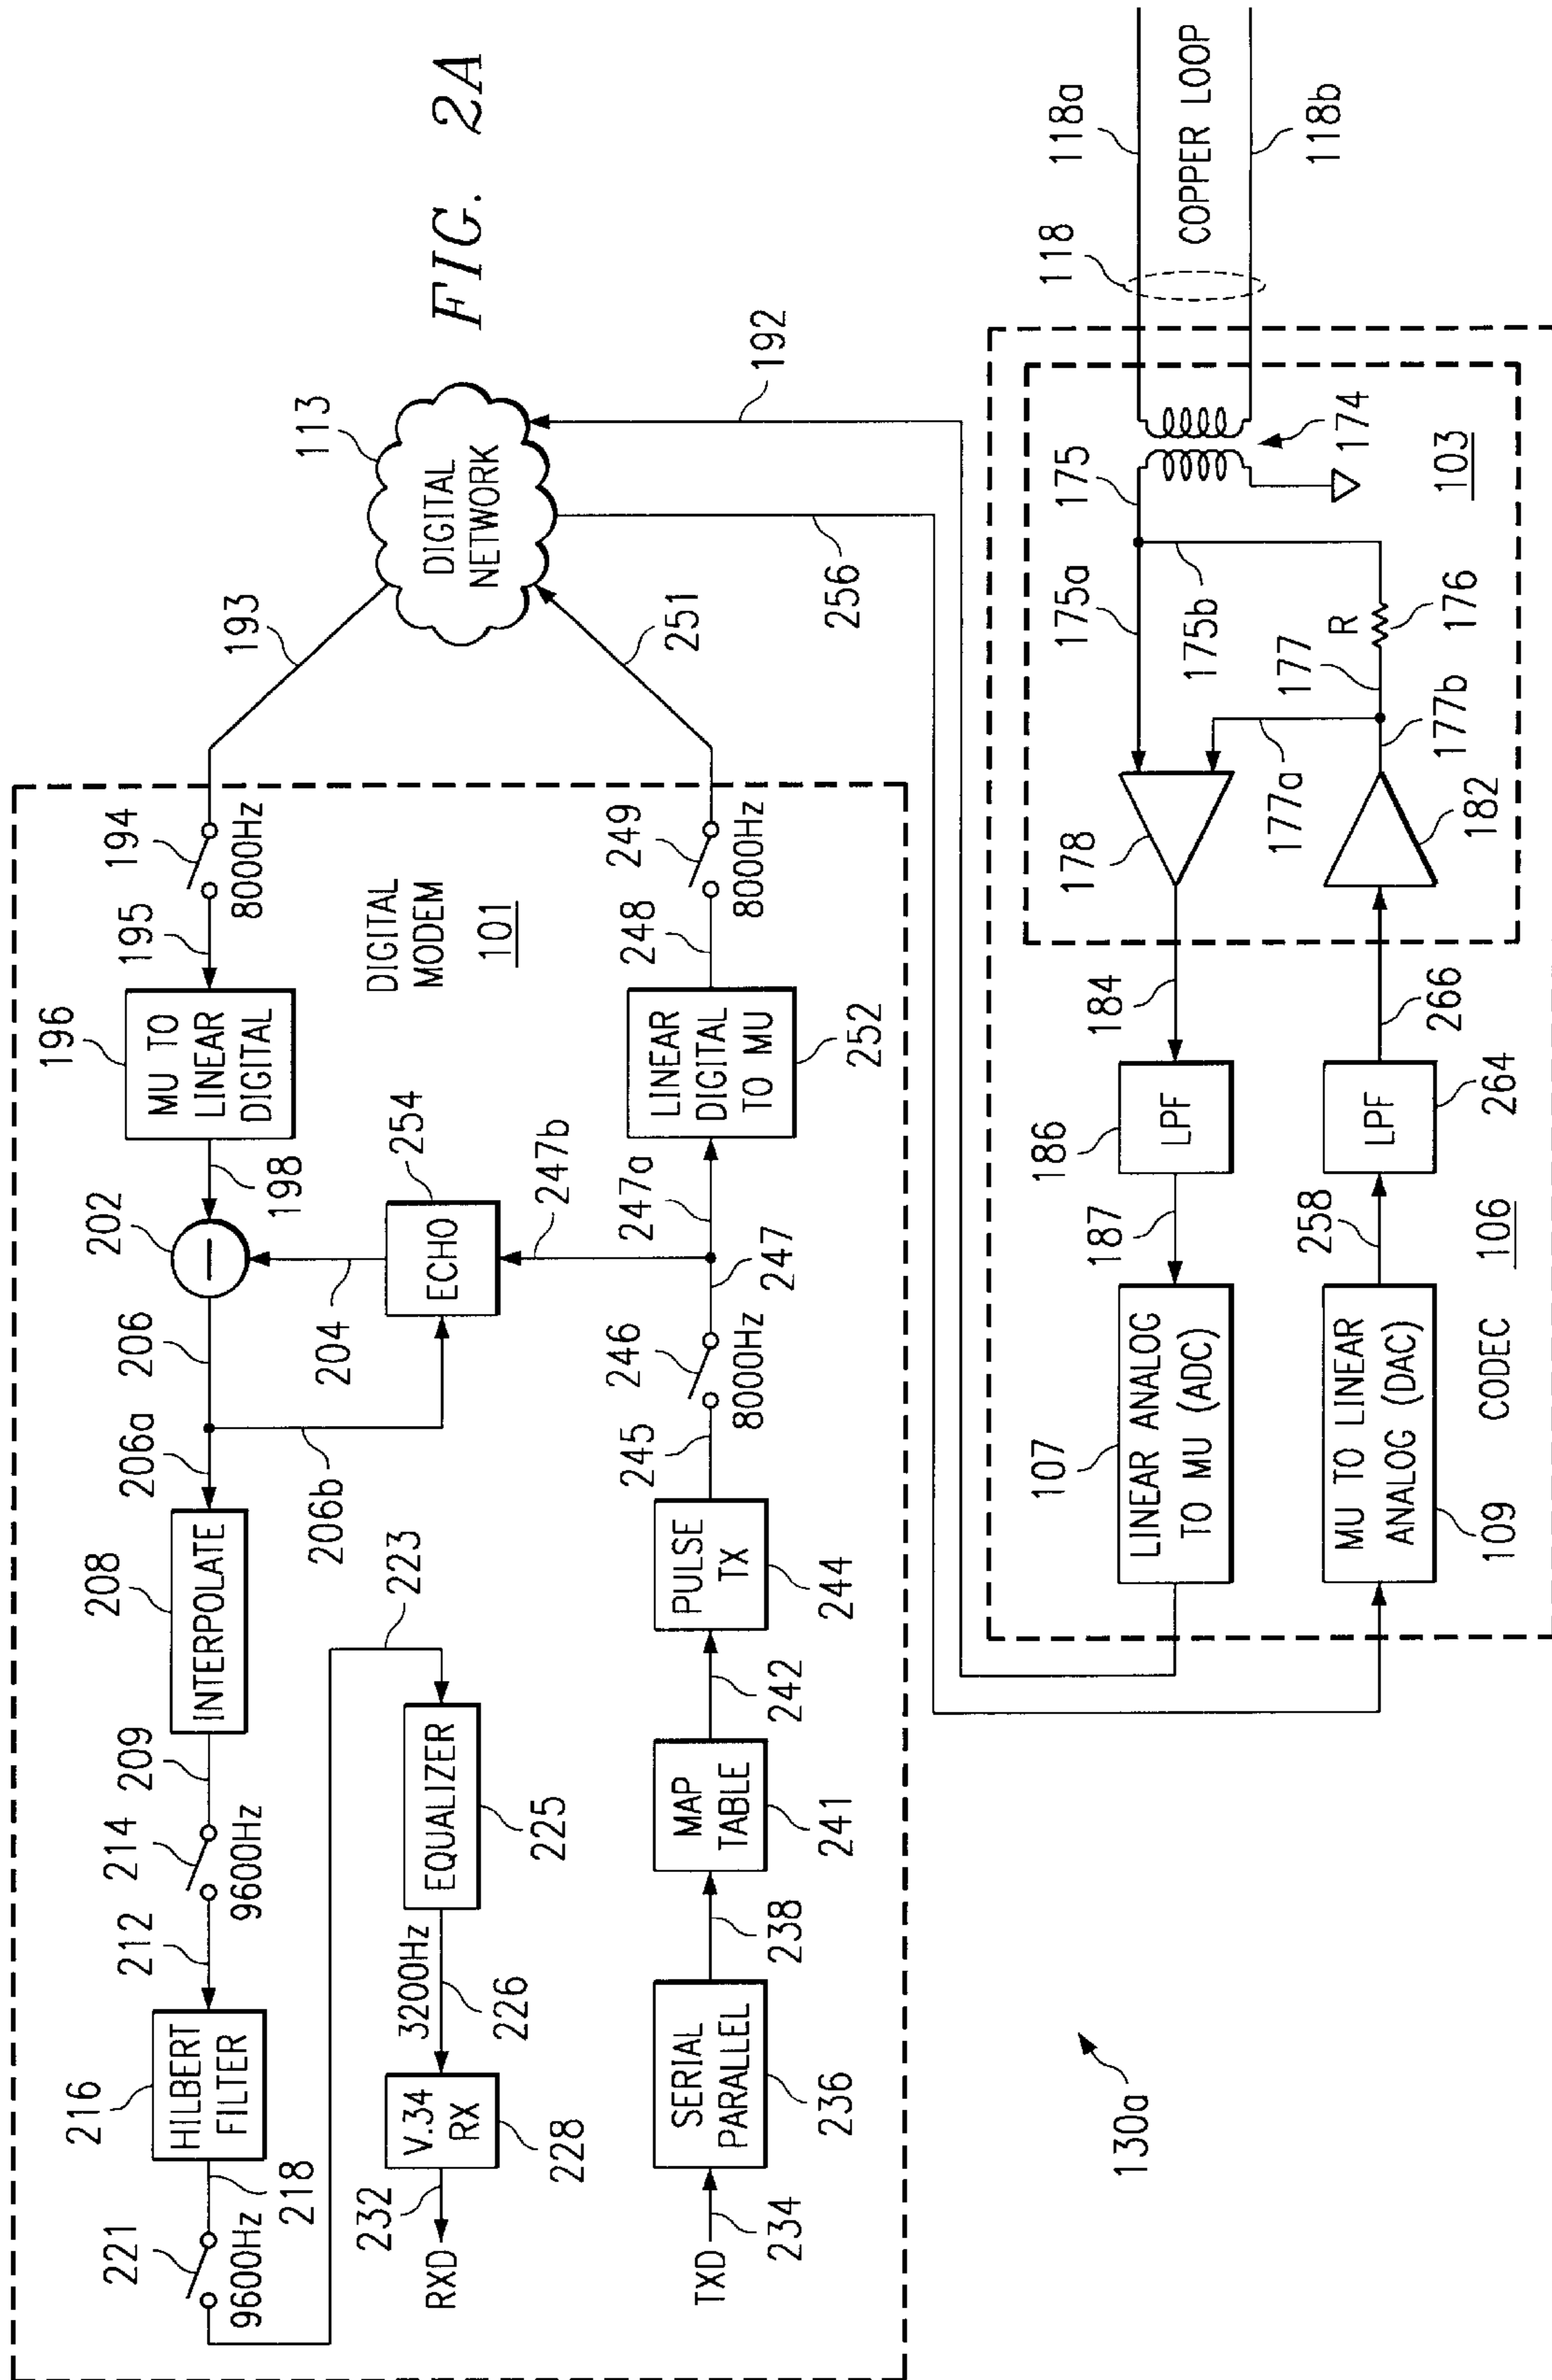 FIG. 2A
221
9600Hz
218
216
HILBERT
FILTER
212
214
9600Hz
209
208
INTERPOLATE
206a
206
206b
202
204
198
196
MU TO
LINEAR
DIGITAL
195
194
8000Hz
193
113
DIGITAL
NETWORK
192
251
256
223
RXD
232
V.34
RX
228
3200Hz
226
EQUALIZER
225
ECHO
254
247b
DIGITAL
MODEM
101
TXD
234
SERIAL
PARALLEL
236
238
MAP
TABLE
241
242
PULSE
TX
244
245
246
8000Hz
247
247a
LINEAR
DIGITAL
TO MU
252
248
249
8000Hz
130a
107
LINEAR ANALOG
TO MU (ADC)
187
186
LPF
184
178
175a
175
175b
177a
177
177b
R
176
174
103
118
118a
COPPER LOOP
118b
MU TO LINEAR
ANALOG (DAC)
109
258
LPF
264
266
182
CODEC
106